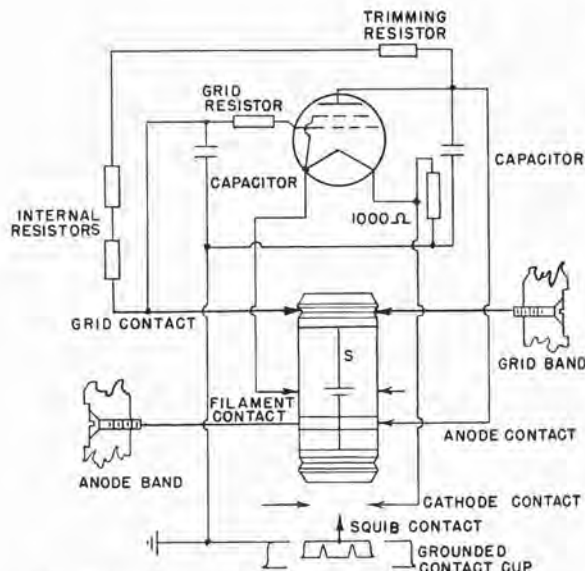 TRIMMING
RESISTOR
GRID
RESISTOR
CAPACITOR
CAPACITOR
1000 Ω
INTERNAL
RESISTORS
GRID CONTACT
GRID BAND
S
FILAMENT
CONTACT
ANODE CONTACT
ANODE BAND
CATHODE CONTACT
SQUIB CONTACT
GROUNDED
CONTACT CUP